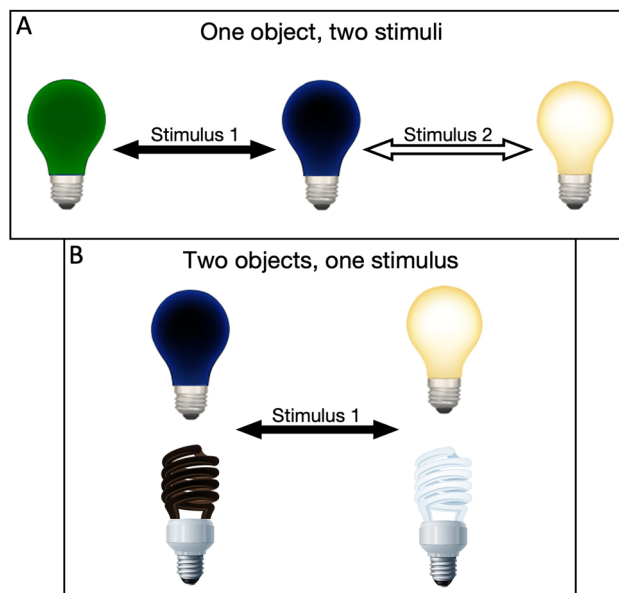 A
One object, two stimuli
Stimulus 1
Stimulus 2
B
Two objects, one stimulus
Stimulus 1